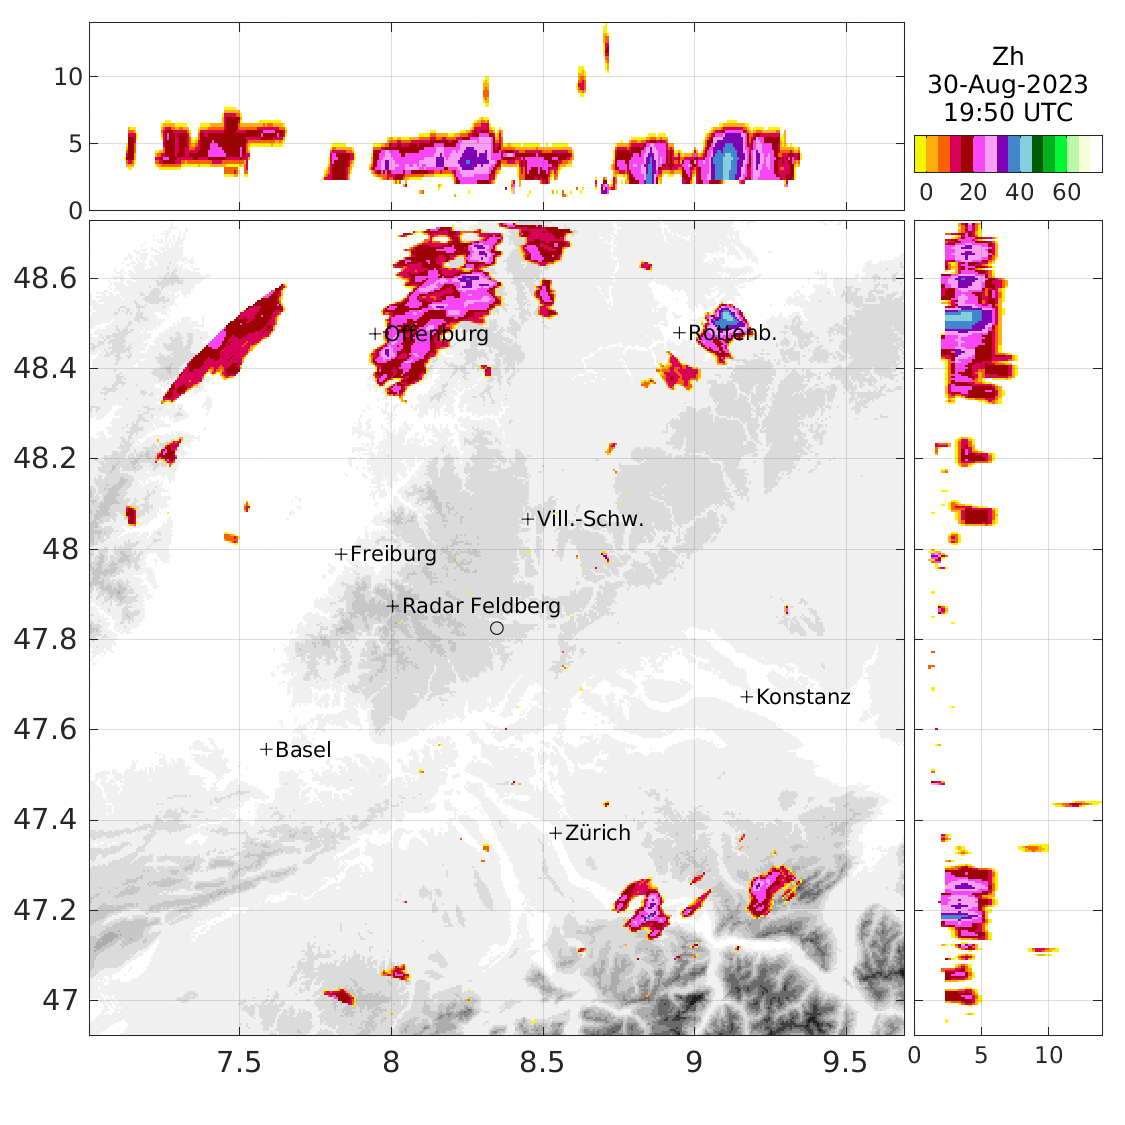 10
5
0
Zh
30-Aug-2023
19:50 UTC
0 20 40 60
48.6
48.4
48.2
48
47.8
47.6
47.4
47.2
47
Offenburg
Rottenb.
Vill.-Schw.
Freiburg
Radar Feldberg
Konstanz
Basel
Zürich
7.5 8 8.5 9 9.5
0 5 10